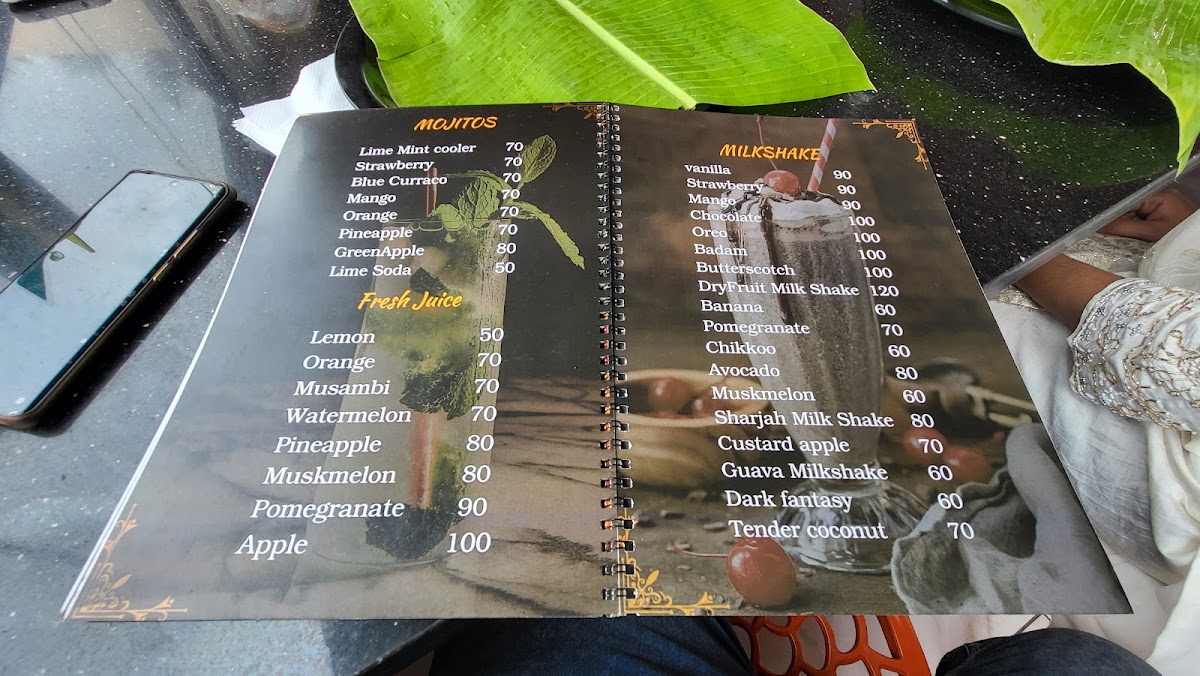 MOJITOS
Lime Mint cooler 70
Strawberry 70
Blue Curraco 70
Mango 70
Orange 70
Pineapple 70
GreenApple 80
Lime Soda 50
Fresh Juice
Lemon 50
Orange 70
Musambi 70
Watermelon 70
Pineapple 80
Muskmelon 80
Pomegranate 90
Apple 100
MILKSHAKE
vanilla 90
Strawberry 90
Mango 90
Chocolate 100
Oreo 100
Badam 100
Butterscotch 100
DryFruit Milk Shake 120
Banana 60
Pomegranate 70
Chikkoo 60
Avocado 80
Muskmelon 60
Sharjah Milk Shake 80
Custard apple 70
Guava Milkshake 60
Dark fantasy 60
Tender coconut 70